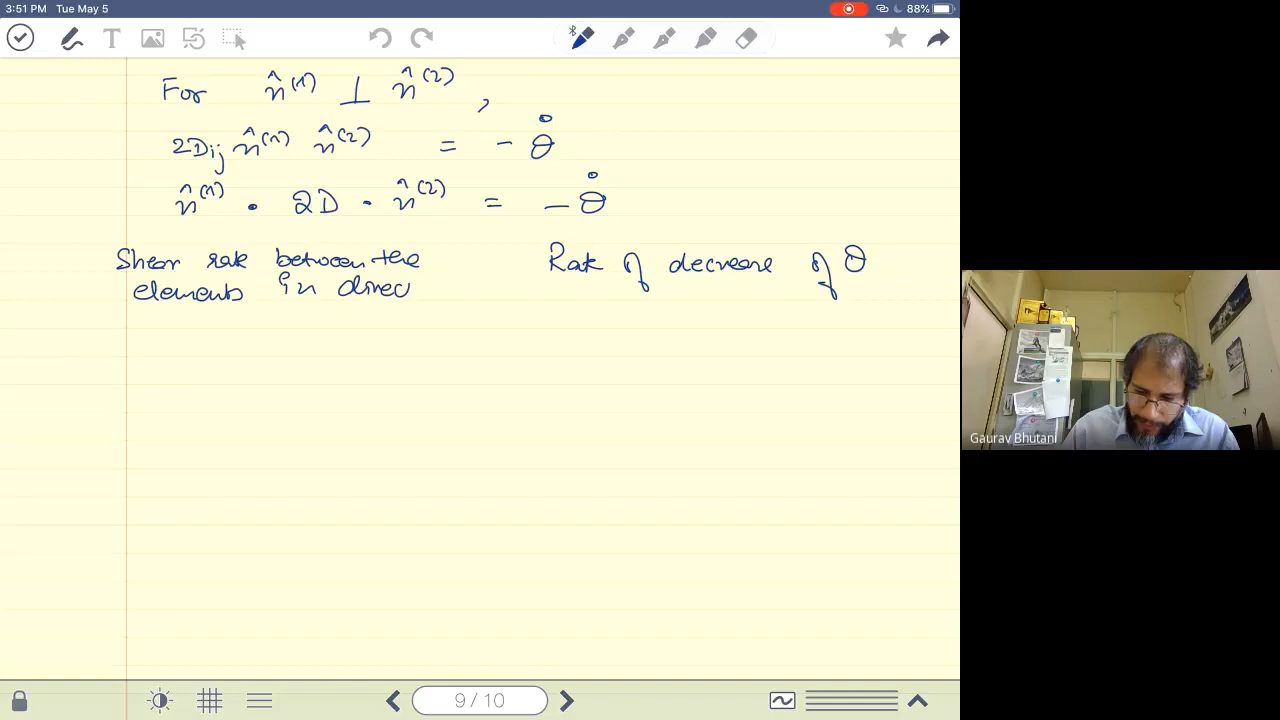 3:51 PM Tue May 5
88%
For n̂⁽¹⁾ ⊥ n̂⁽²⁾ ,
2Dij n̂⁽¹⁾ n̂⁽²⁾ = - θ̇
n̂⁽¹⁾ · 2D · n̂⁽²⁾ = - θ̇
Shear rate between the
elements in direc
Rate of decrease of θ
9 / 10
Gaurav Bhutani